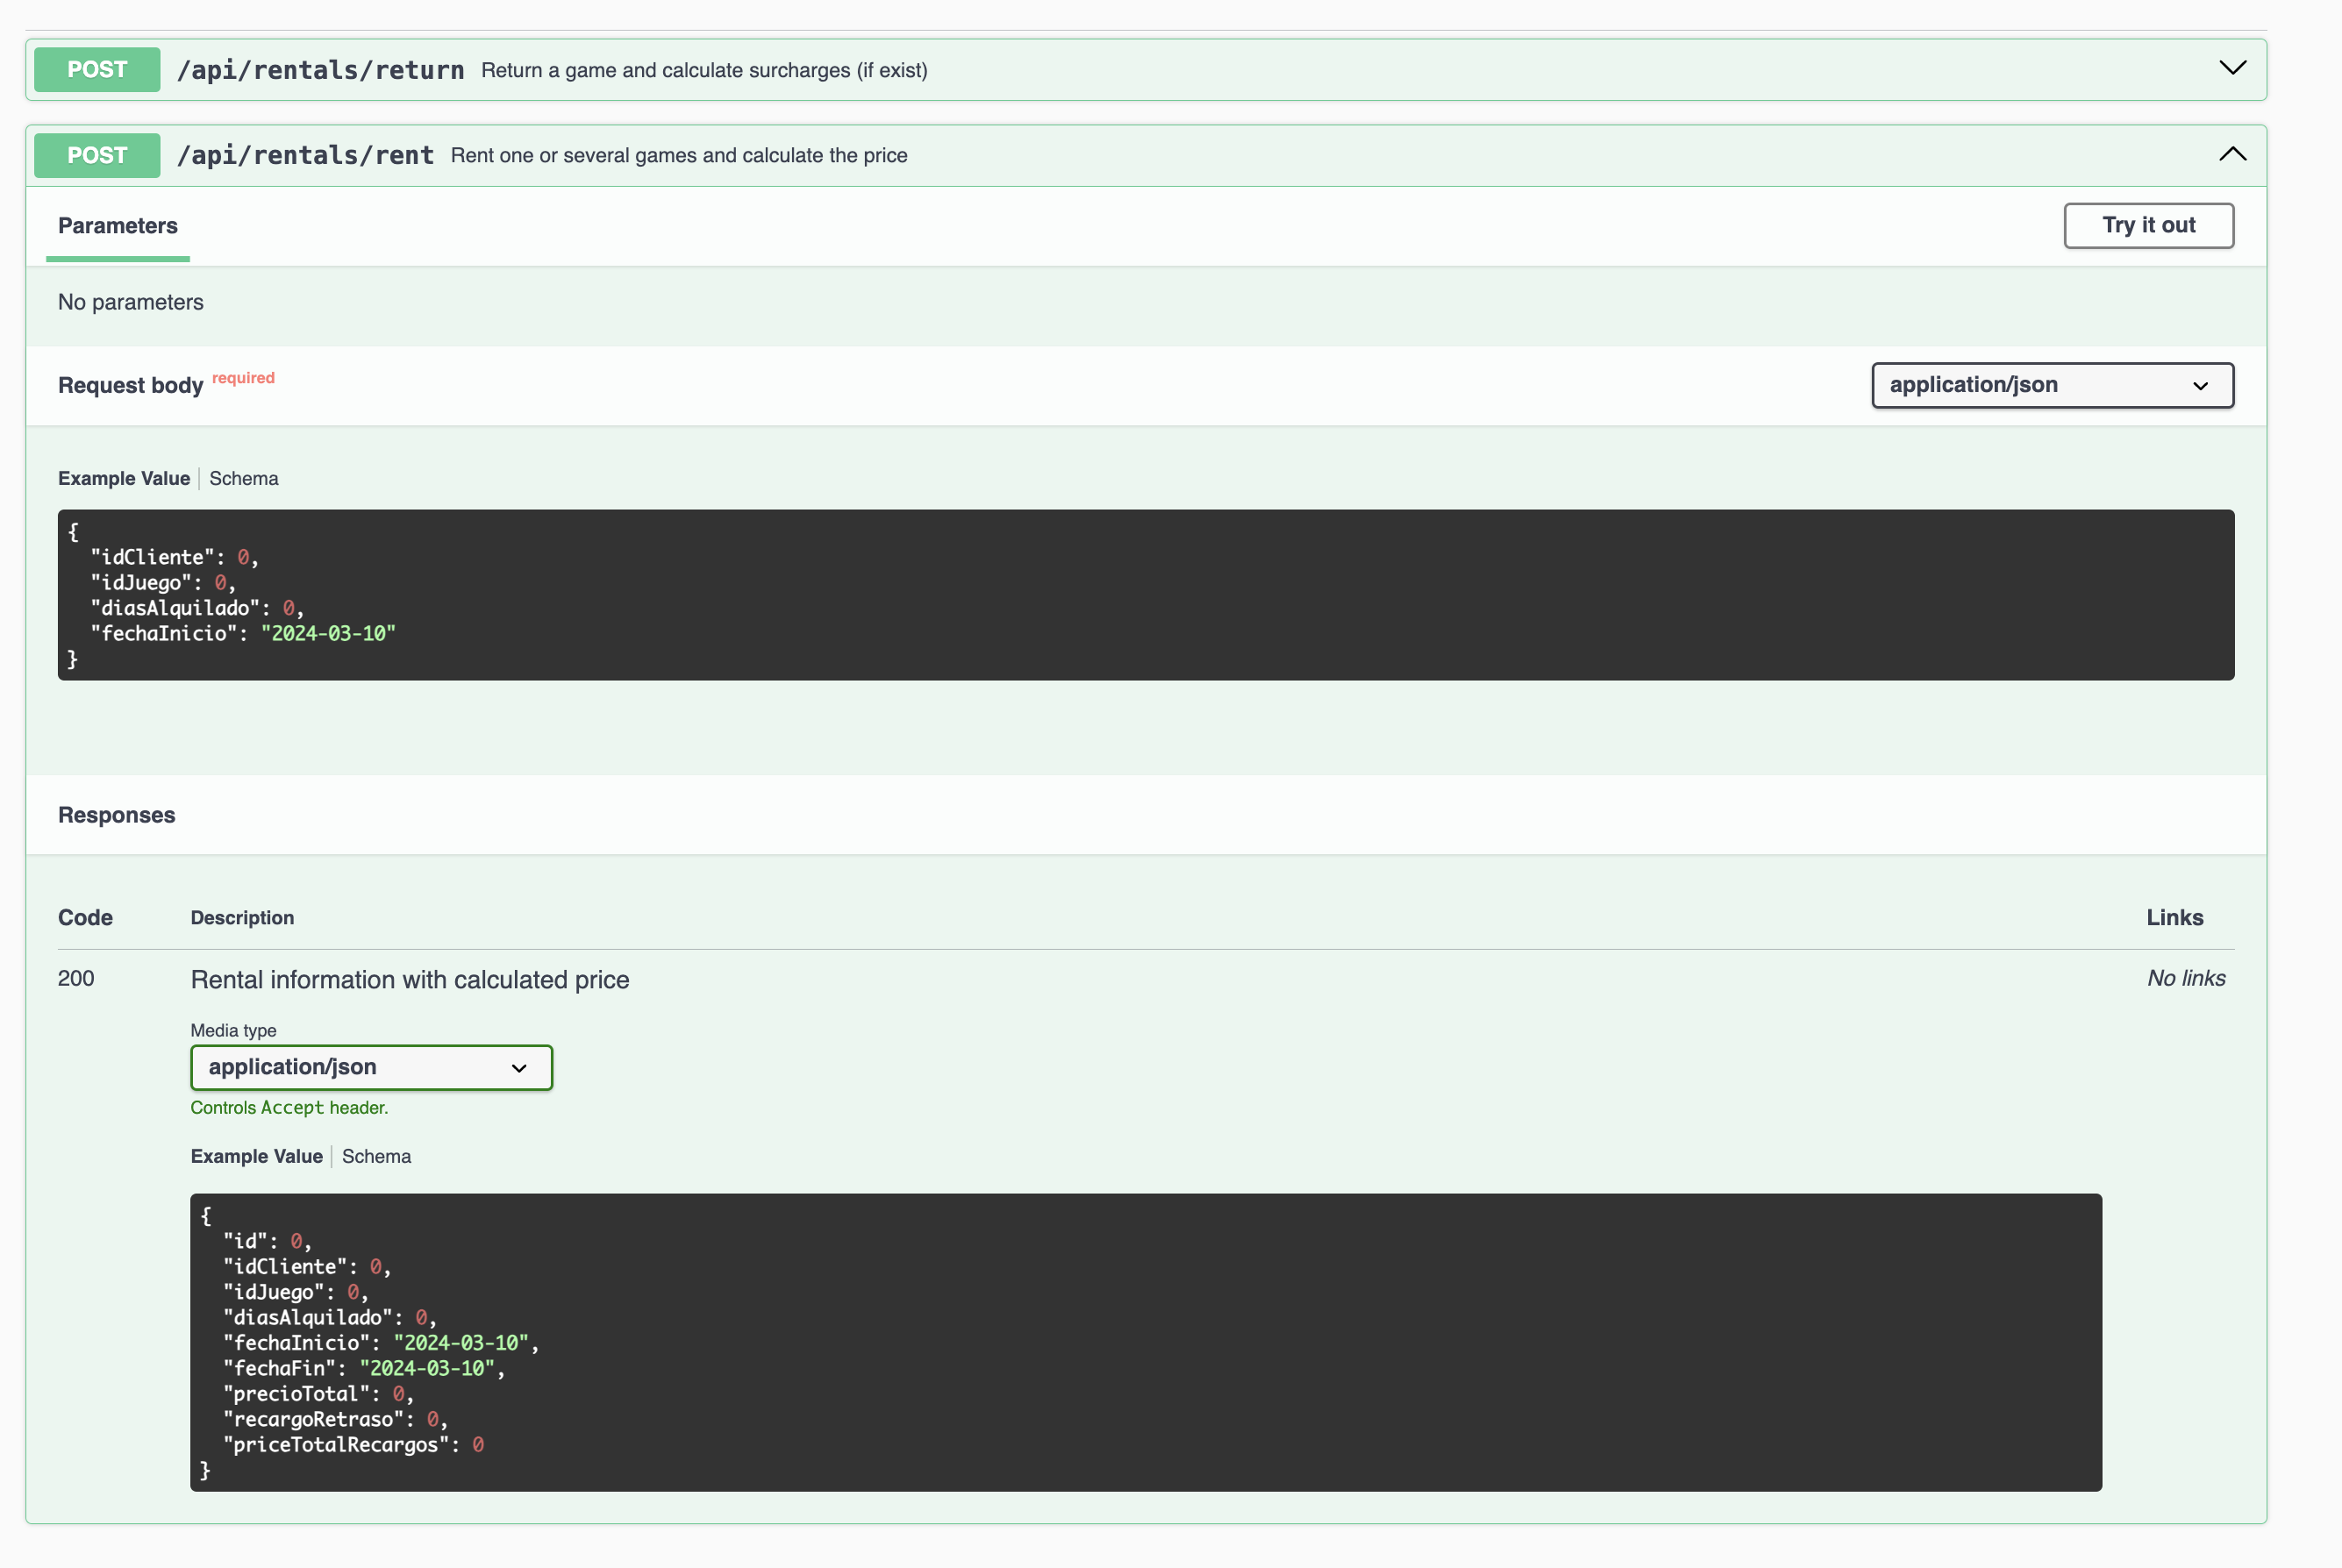 POST /api/rentals/return Return a game and calculate surcharges (if exist)
POST /api/rentals/rent Rent one or several games and calculate the price
Parameters
Try it out
No parameters
Request body required
application/json
Example Value Schema
{
  "idCliente": 0,
  "idJuego": 0,
  "diasAlquilado": 0,
  "fechaInicio": "2024-03-10"
}
Responses
Code Description Links
200 Rental information with calculated price No links
Media type
application/json
Controls Accept header.
Example Value Schema
{
  "id": 0,
  "idCliente": 0,
  "idJuego": 0,
  "diasAlquilado": 0,
  "fechaInicio": "2024-03-10",
  "fechaFin": "2024-03-10",
  "precioTotal": 0,
  "recargoRetraso": 0,
  "priceTotalRecargos": 0
}